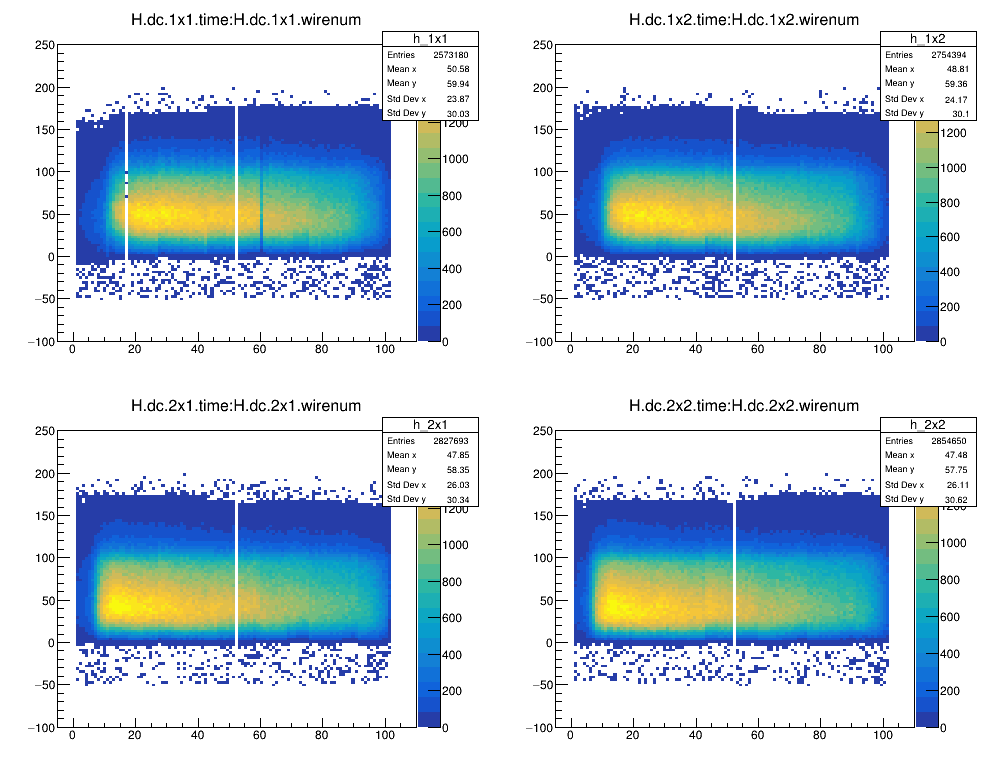 H.dc.1x1.time:H.dc.1x1.wirenum
h_1x1
Entries 2573180
Mean x 50.58
Mean y 59.94
Std Dev x 23.87
Std Dev y 30.03
250
200
150
100
50
0
−50
−100
0 20 40 60 80 100
1200
1000
800
600
400
200
0
H.dc.1x2.time:H.dc.1x2.wirenum
h_1x2
Entries 2754394
Mean x 48.81
Mean y 59.36
Std Dev x 24.17
Std Dev y 30.1
250
200
150
100
50
0
−50
−100
0 20 40 60 80 100
1200
1000
800
600
400
200
0
H.dc.2x1.time:H.dc.2x1.wirenum
h_2x1
Entries 2827693
Mean x 47.85
Mean y 58.35
Std Dev x 26.03
Std Dev y 30.34
250
200
150
100
50
0
−50
−100
0 20 40 60 80 100
1200
1000
800
600
400
200
0
H.dc.2x2.time:H.dc.2x2.wirenum
h_2x2
Entries 2854650
Mean x 47.48
Mean y 57.75
Std Dev x 26.11
Std Dev y 30.62
250
200
150
100
50
0
−50
−100
0 20 40 60 80 100
1200
1000
800
600
400
200
0